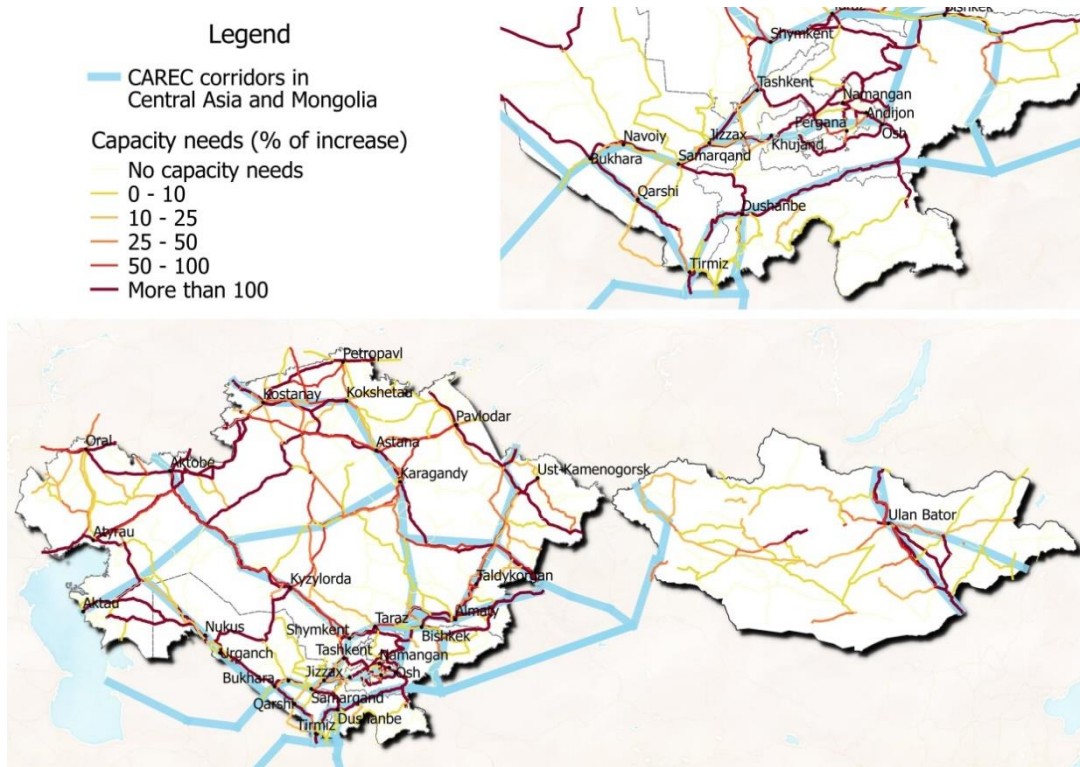 Legend
CAREC corridors in
Central Asia and Mongolia
Capacity needs (% of increase)
No capacity needs
0 - 10
10 - 25
25 - 50
50 - 100
More than 100
Bishkek
Shymkent
Tashkent
Namangan
Andijon
Fergana
Osh
Jizzax
Khujand
Navoiy
Bukhara
Samarqand
Qarshi
Dushanbe
Tirmiz
Petropavl
Kostanay
Kokshetau
Pavlodar
Oral
Astana
Aktobe
Karagandy
Ust-Kamenogorsk
Ulan Bator
Atyrau
Kyzylorda
Taldykorgan
Aktau
Almaty
Taraz
Nukus
Shymkent
Bishkek
Urganch
Tashkent
Namangan
Bukhara
Jizzax
Osh
Qarshi
Samarqand
Tirmiz
Dushanbe